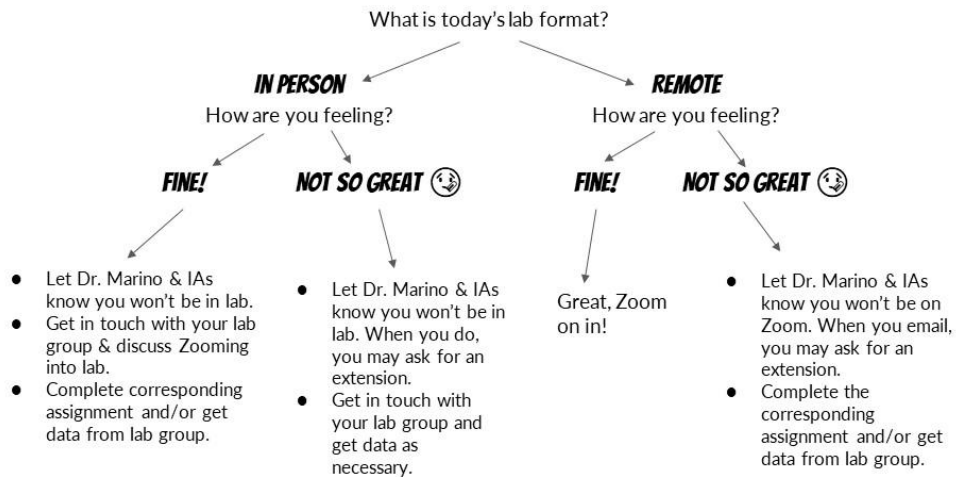 What is today's lab format?
IN PERSON
How are you feeling?
REMOTE
How are you feeling?
FINE!
NOT SO GREAT
FINE!
NOT SO GREAT
● Let Dr. Marino & IAs
know you won't be in lab.
● Get in touch with your lab
group & discuss Zooming
into lab.
● Complete corresponding
assignment and/or get
data from lab group.
● Let Dr. Marino & IAs
know you won't be in
lab. When you do,
you may ask for an
extension.
● Get in touch with
your lab group and
get data as
necessary.
Great, Zoom
on in!
● Let Dr. Marino & IAs
know you won't be on
Zoom. When you email,
you may ask for an
extension.
● Complete the
corresponding
assignment and/or get
data from lab group.